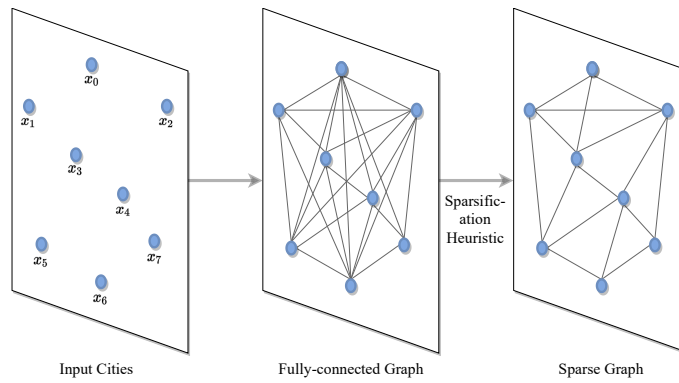 x₀
x₁
x₂
x₃
x₄
x₅
x₇
x₆
Sparsific-
ation
Heuristic
Input Cities
Fully-connected Graph
Sparse Graph